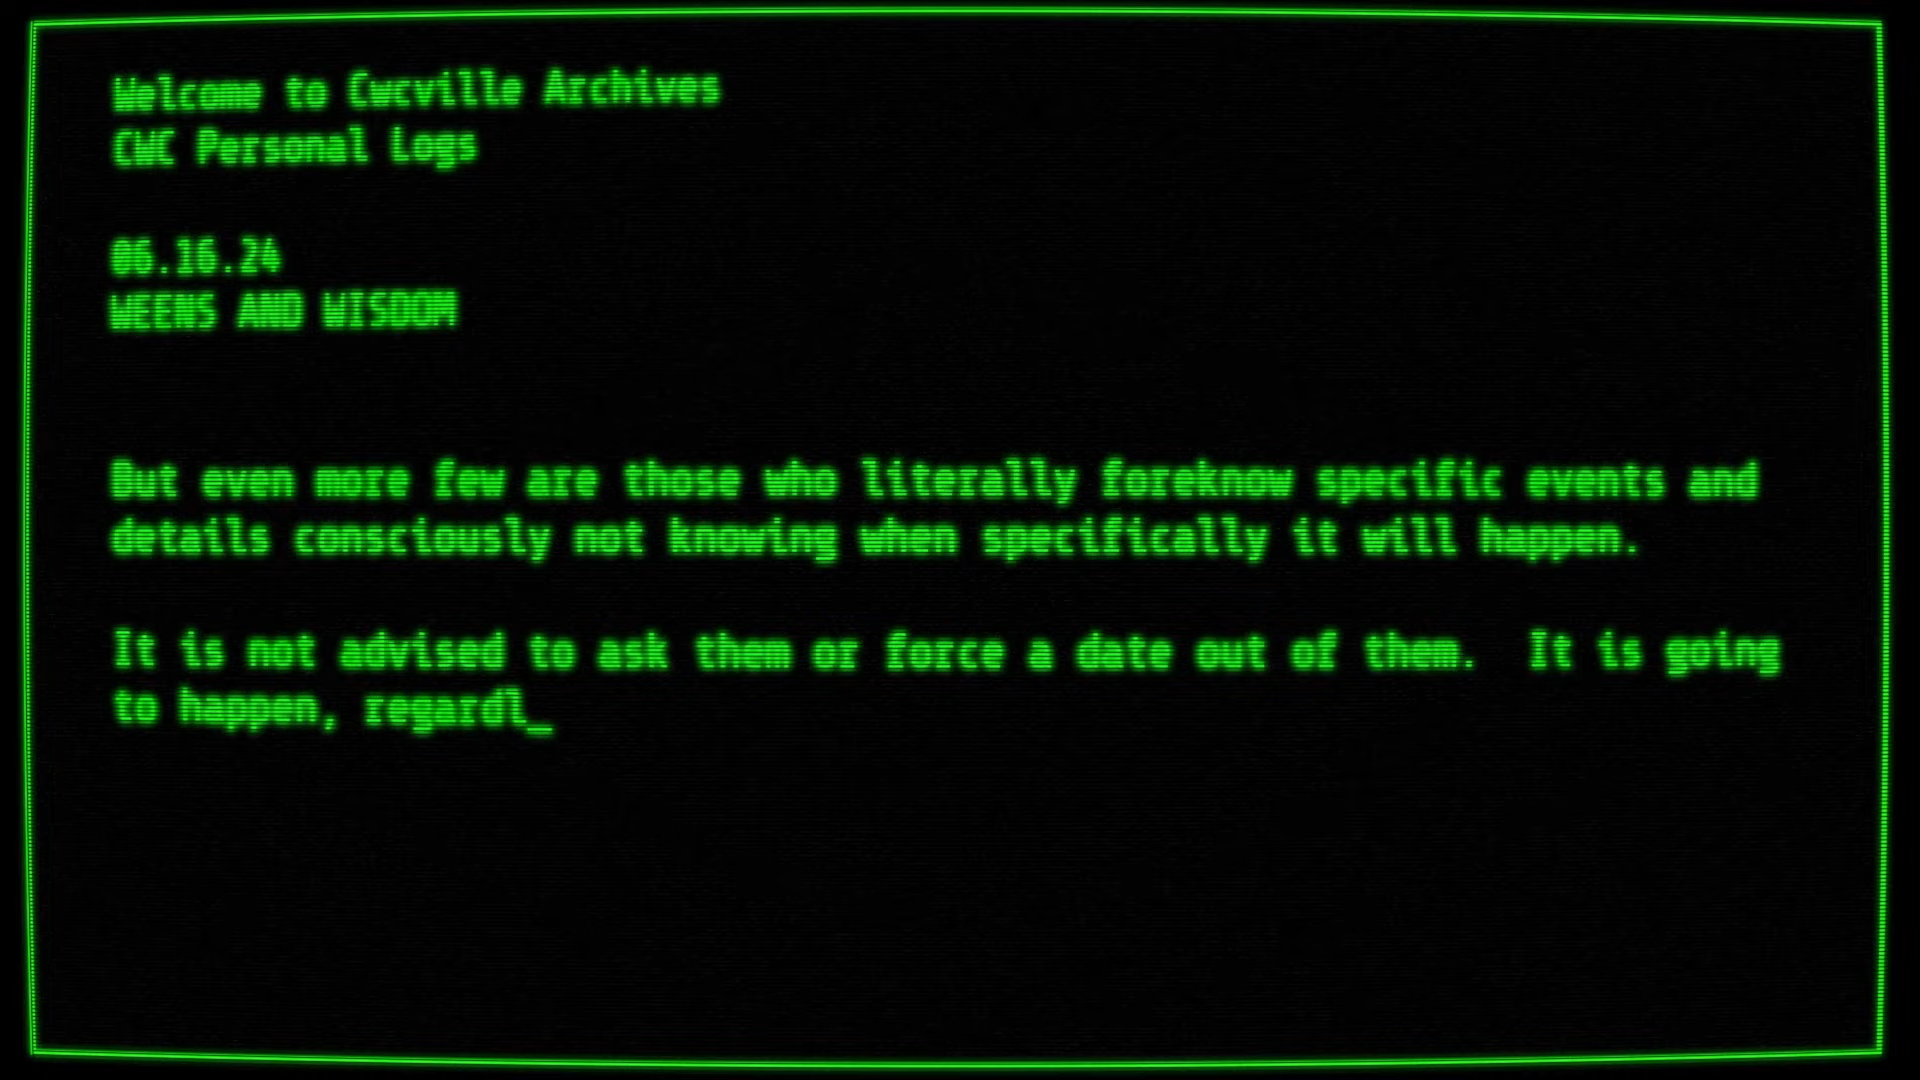 Welcome to Cwcville Archives
CWC Personal Logs
06.16.24
WEENS AND WISDOM
But even more few are those who literally foreknow specific events and
details consciously not knowing when specifically it will happen.
It is not advised to ask them or force a date out of them.  It is going
to happen, regardl_